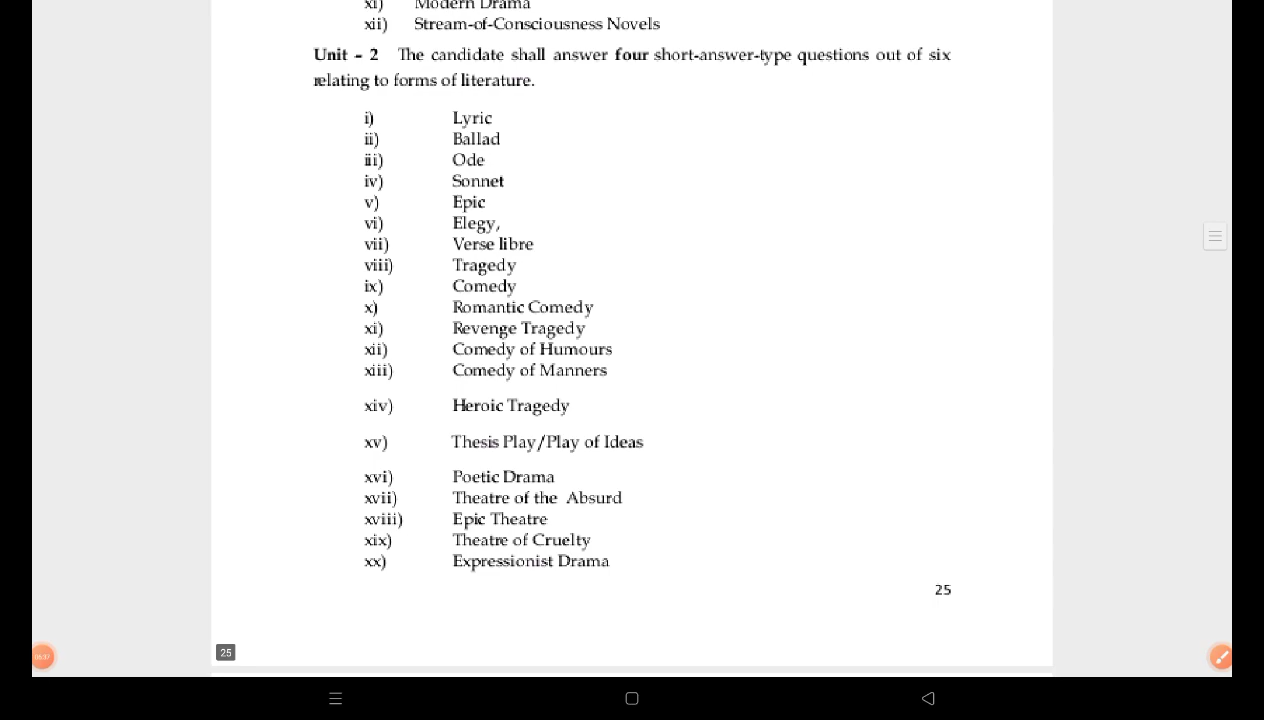 xi) Modern Drama
xii) Stream-of-Consciousness Novels
Unit - 2 The candidate shall answer four short-answer-type questions out of six
relating to forms of literature.
i) Lyric
ii) Ballad
iii) Ode
iv) Sonnet
v) Epic
vi) Elegy,
vii) Verse libre
viii) Tragedy
ix) Comedy
x) Romantic Comedy
xi) Revenge Tragedy
xii) Comedy of Humours
xiii) Comedy of Manners
xiv) Heroic Tragedy
xv) Thesis Play/Play of Ideas
xvi) Poetic Drama
xvii) Theatre of the Absurd
xviii) Epic Theatre
xix) Theatre of Cruelty
xx) Expressionist Drama
25
25